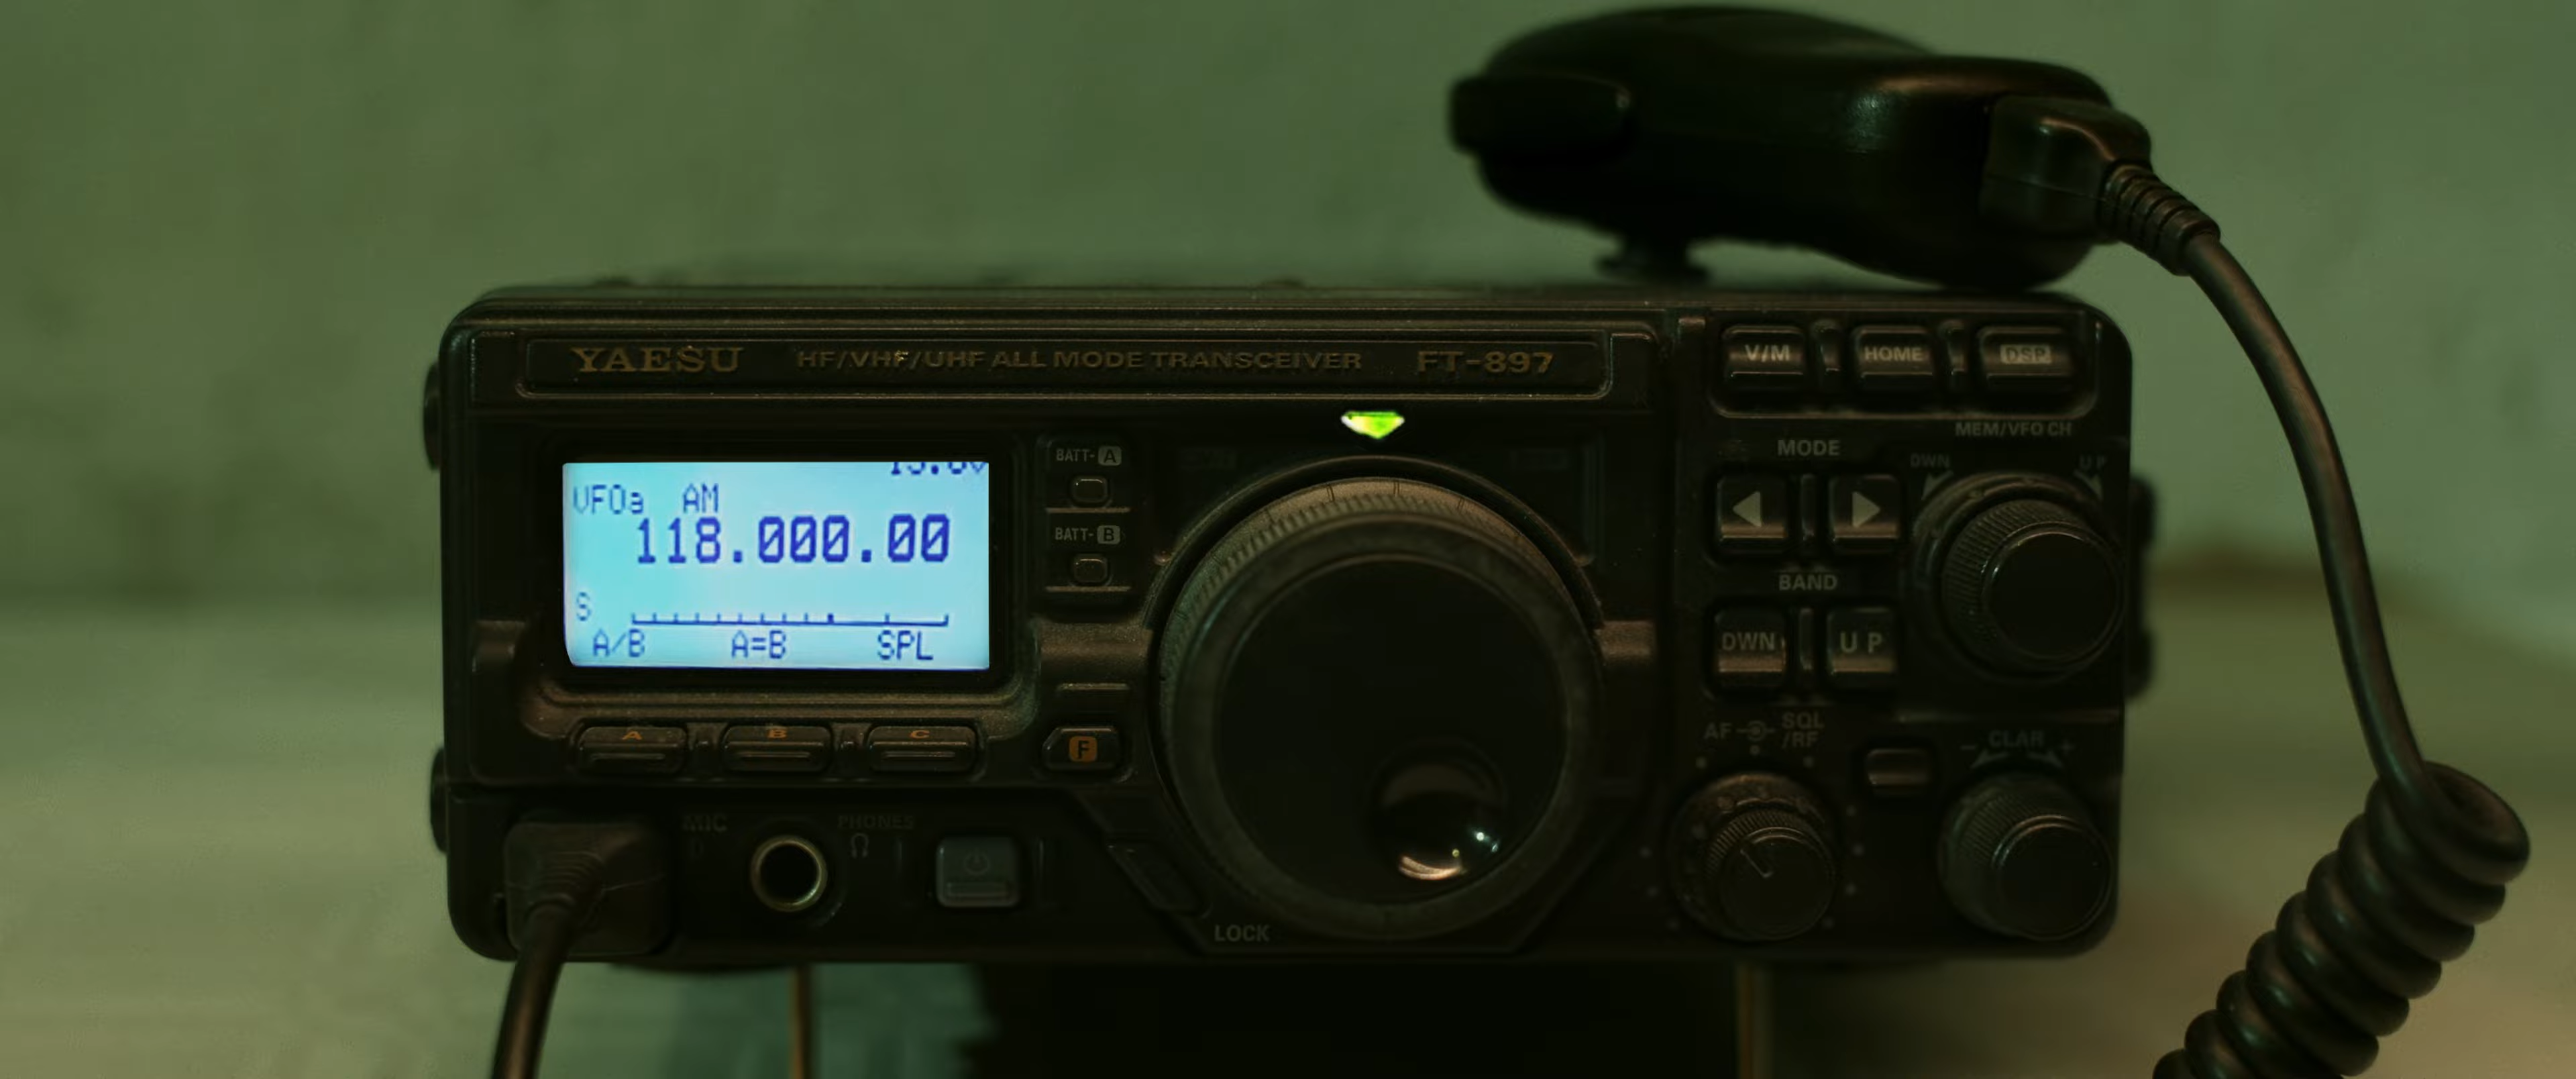 YAESU HF/VHF/UHF ALL MODE TRANSCEIVER FT-897
V/M HOME DSP
MEM/VFO CH
DWN UP
MODE
BAND
DWN UP
AF SQL
/RF
- CLAR +
BATT-A
BATT-B
VFOa AM
118.000.00
S
A/B A=B SPL
A B C
F
MIC PHONES
LOCK